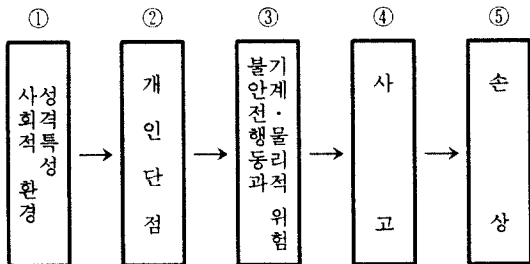 ① ② ③ ④ ⑤
사회적 환경
성격특성
개인단점
불안전행동과
기계·물리적 위험
사고
손상